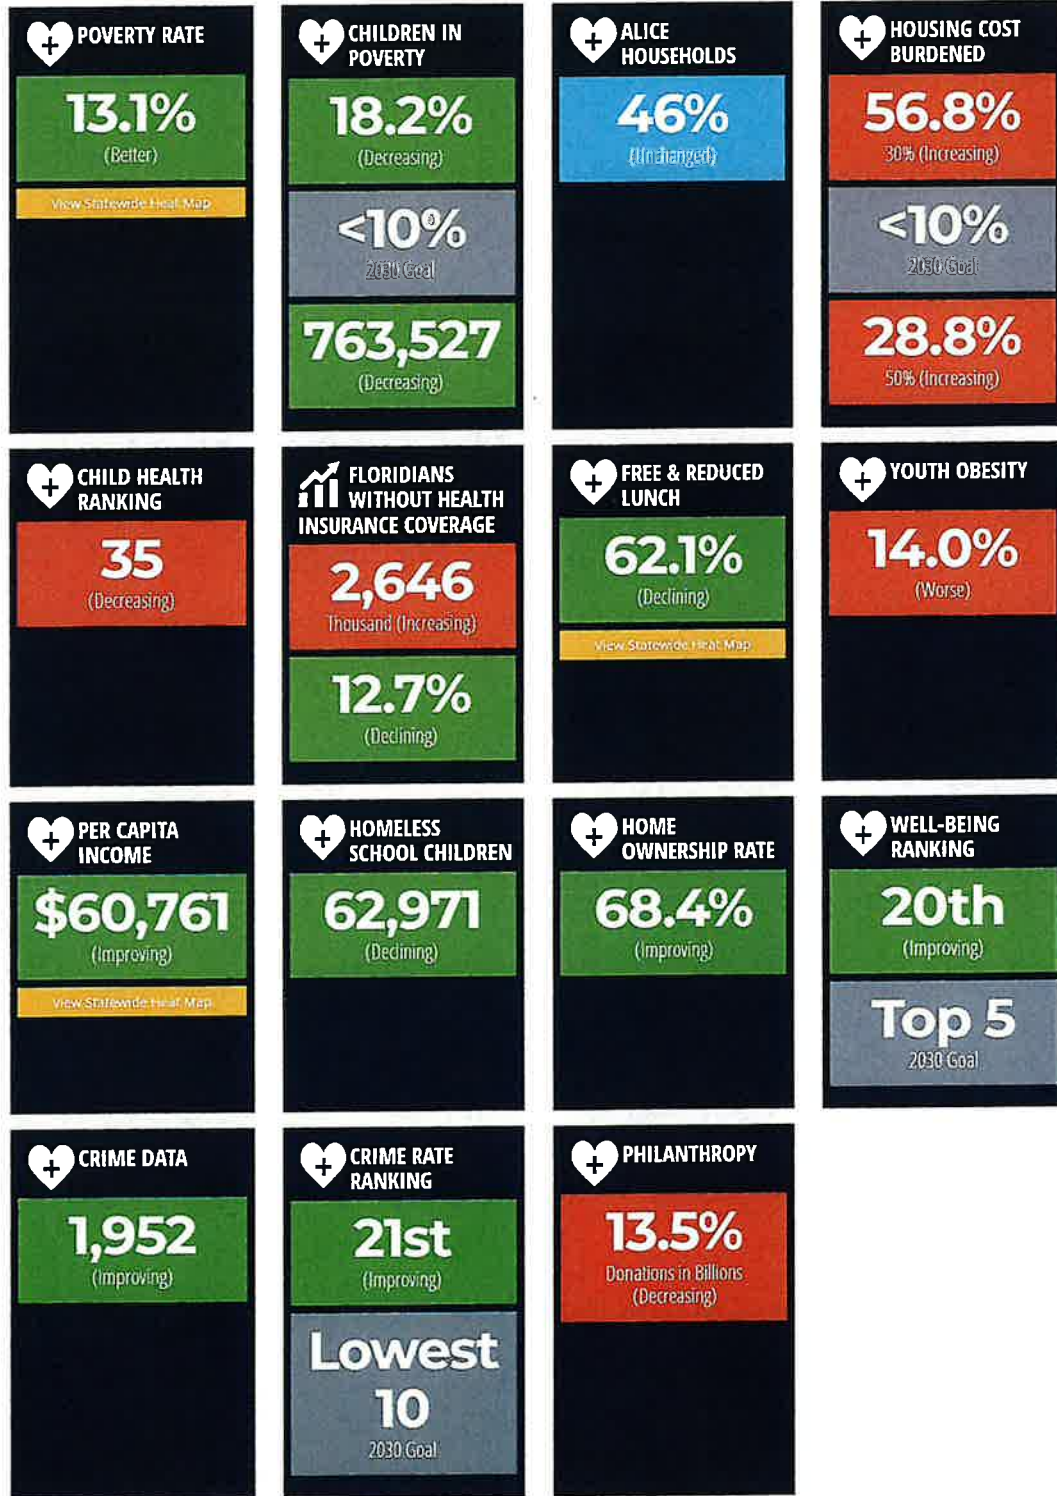 POVERTY RATE
13.1%
(Better)
View Statewide Heat Map
CHILDREN IN
POVERTY
18.2%
(Decreasing)
<10%
2030 Goal
763,527
(Decreasing)
ALICE
HOUSEHOLDS
46%
(Unchanged)
HOUSING COST
BURDENED
56.8%
30% (Increasing)
<10%
2030 Goal
28.8%
50% (Increasing)
CHILD HEALTH
RANKING
35
(Decreasing)
FLORIDIANS
WITHOUT HEALTH
INSURANCE COVERAGE
2,646
Thousand (Increasing)
12.7%
(Declining)
FREE & REDUCED
LUNCH
62.1%
(Declining)
View Statewide Heat Map
YOUTH OBESITY
14.0%
(Worse)
PER CAPITA
INCOME
$60,761
(Improving)
View Statewide Heat Map
HOMELESS
SCHOOL CHILDREN
62,971
(Declining)
HOME
OWNERSHIP RATE
68.4%
(Improving)
WELL-BEING
RANKING
20th
(Improving)
Top 5
2030 Goal
CRIME DATA
1,952
(Improving)
CRIME RATE
RANKING
21st
(Improving)
Lowest
10
2030 Goal
PHILANTHROPY
13.5%
Donations in Billions
(Decreasing)